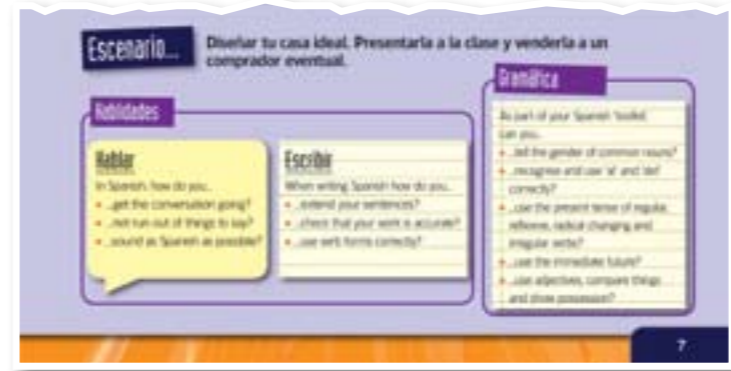 Escenario...
Diseñar tu casa ideal. Presentarla a la clase y venderla a un
comprador eventual.
Habilidades
Hablar
In Spanish, how do you...
...get the conversation going?
...not run out of things to say?
...sound as Spanish as possible?
Escribir
When writing Spanish how do you...
...extend your sentences?
...check that your work is accurate?
...use verb forms correctly?
Gramática
As part of your Spanish toolkit,
can you...
...tell the gender of common nouns?
...recognise and use 'al' and 'del'
correctly?
...use the present tense of regular,
reflexive, radical changing and
irregular verbs?
...use the immediate future?
...use adjectives, compare things
and show possession?
7